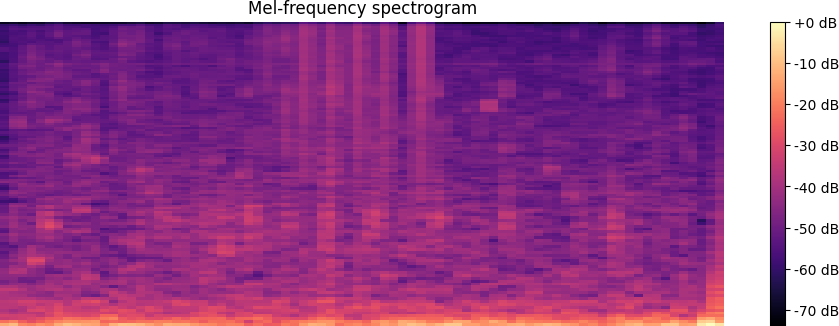 Mel-frequency spectrogram
+0 dB
-10 dB
-20 dB
-30 dB
-40 dB
-50 dB
-60 dB
-70 dB